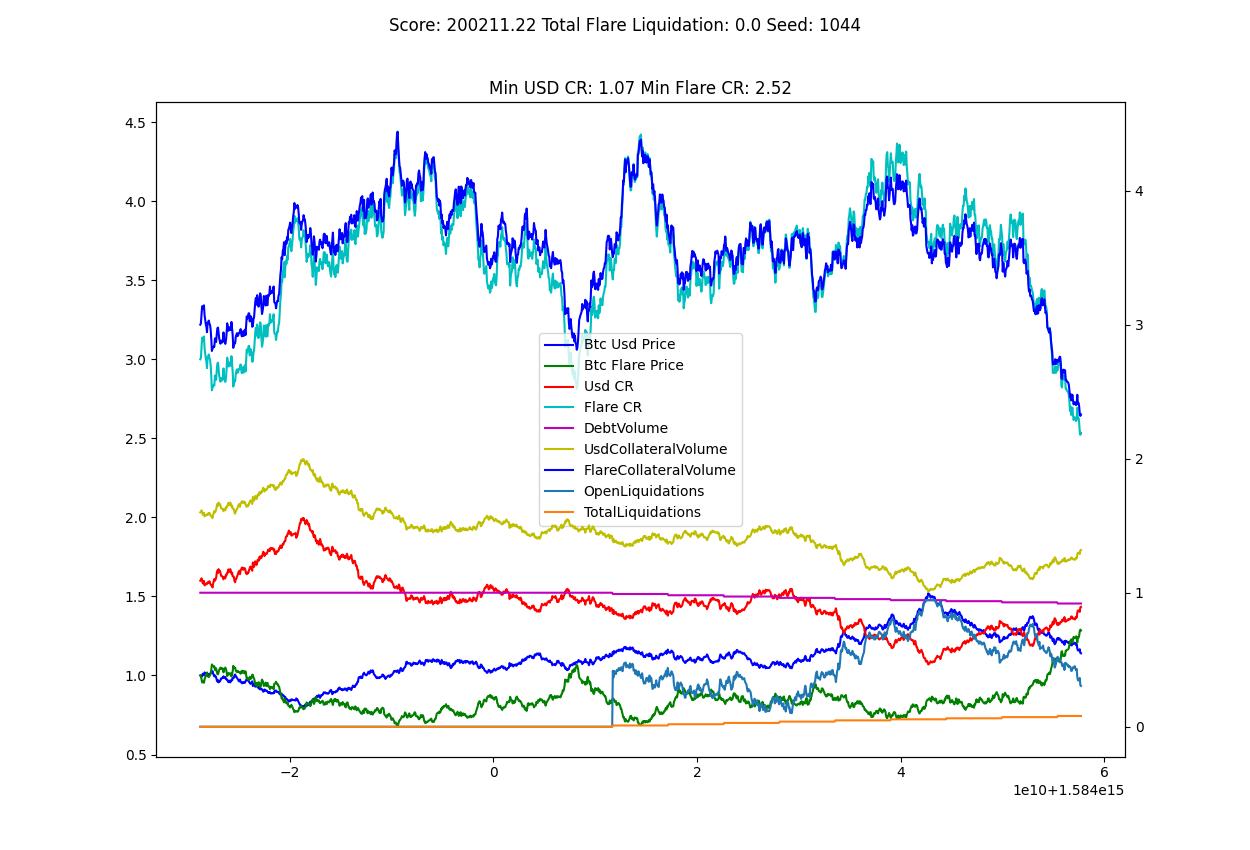 Score: 200211.22 Total Flare Liquidation: 0.0 Seed: 1044
Min USD CR: 1.07 Min Flare CR: 2.52
4.5
4.0
3.5
3.0
2.5
2.0
1.5
1.0
0.5
4
3
2
1
0
Btc Usd Price
Btc Flare Price
Usd CR
Flare CR
DebtVolume
UsdCollateralVolume
FlareCollateralVolume
OpenLiquidations
TotalLiquidations
−2 0 2 4 6
1e10+1.584e15